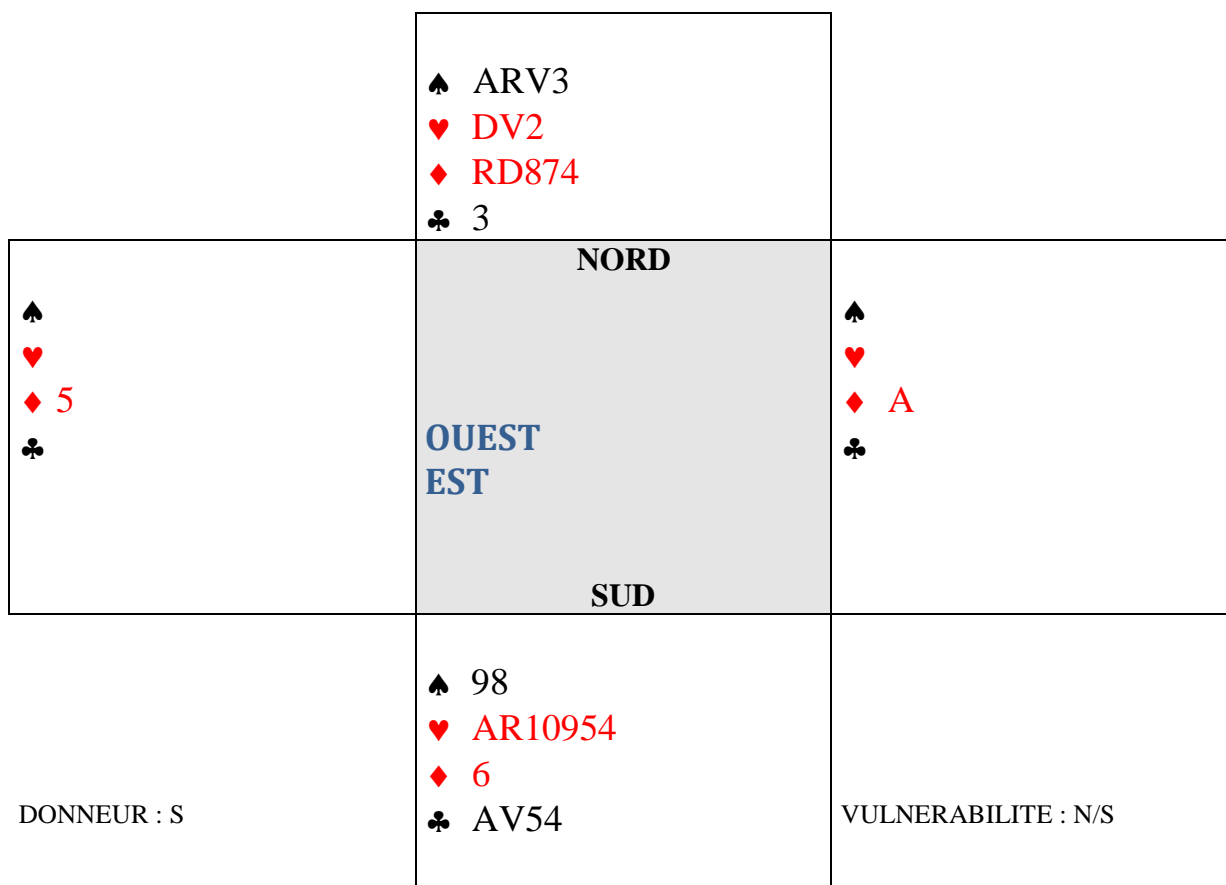 ♠ ARV3
♥ DV2
♦ RD874
♣ 3
NORD
♠
♥
♦ 5
♣
OUEST
EST
SUD
♠
♥
♦ A
♣
♠ 98
♥ AR10954
♦ 6
♣ AV54
DONNEUR : S
VULNERABILITE : N/S